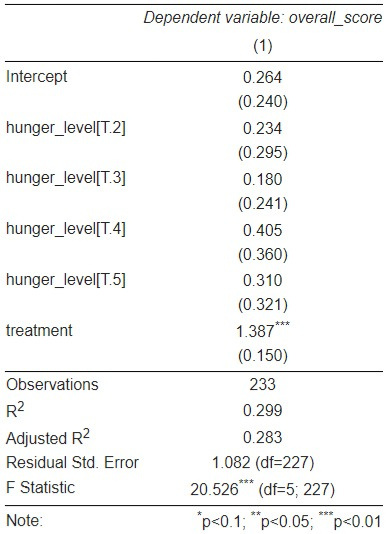 Dependent variable: overall_score
(1)
Intercept 0.264
(0.240)
hunger_level[T.2] 0.234
(0.295)
hunger_level[T.3] 0.180
(0.241)
hunger_level[T.4] 0.405
(0.360)
hunger_level[T.5] 0.310
(0.321)
treatment 1.387***
(0.150)
Observations 233
R2 0.299
Adjusted R2 0.283
Residual Std. Error 1.082 (df=227)
F Statistic 20.526*** (df=5; 227)
Note: *p<0.1; **p<0.05; ***p<0.01